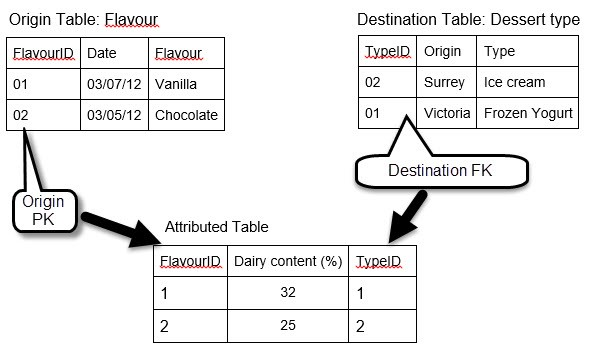 Origin Table: Flavour
FlavourID Date Flavour
01 03/07/12 Vanilla
02 03/05/12 Chocolate
Origin
PK
Destination Table: Dessert type
TypeID Origin Type
02 Surrey Ice cream
01 Victoria Frozen Yogurt
Destination FK
Attributed Table
FlavourID Dairy content (%) TypeID
1 32 1
2 25 2